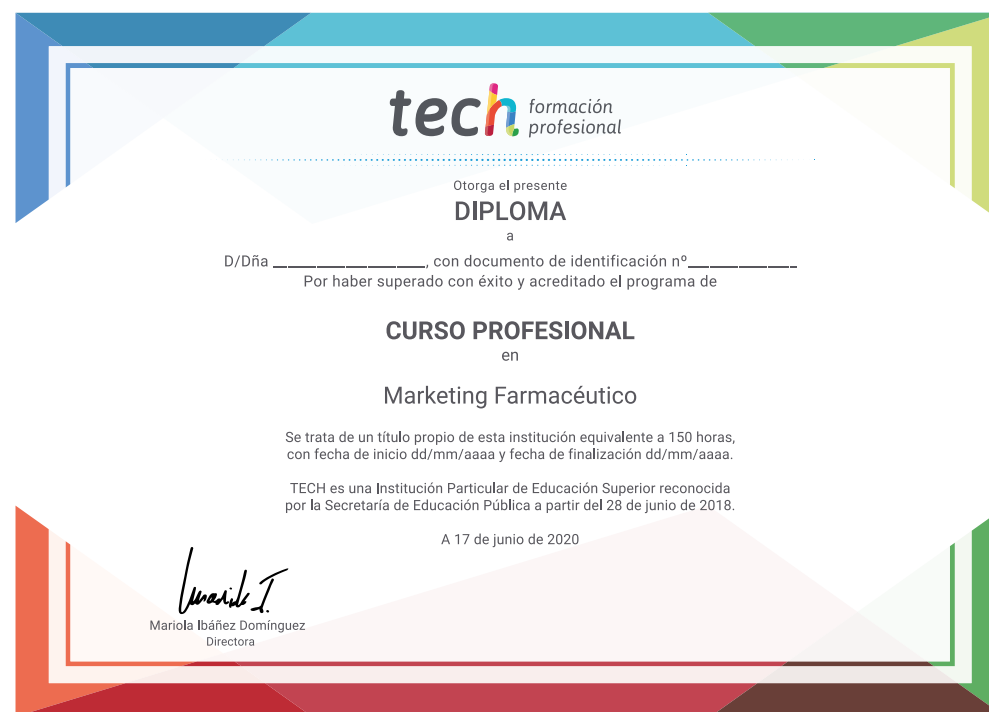 tech formación
profesional
Otorga el presente
DIPLOMA
a
D/Dña ____________________, con documento de identificación nº______________
Por haber superado con éxito y acreditado el programa de
CURSO PROFESIONAL
en
Marketing Farmacéutico
Se trata de un título propio de esta institución equivalente a 150 horas,
con fecha de inicio dd/mm/aaaa y fecha de finalización dd/mm/aaaa.
TECH es una Institución Particular de Educación Superior reconocida
por la Secretaría de Educación Pública a partir del 28 de junio de 2018.
A 17 de junio de 2020
Mariola Ibáñez Domínguez
Directora